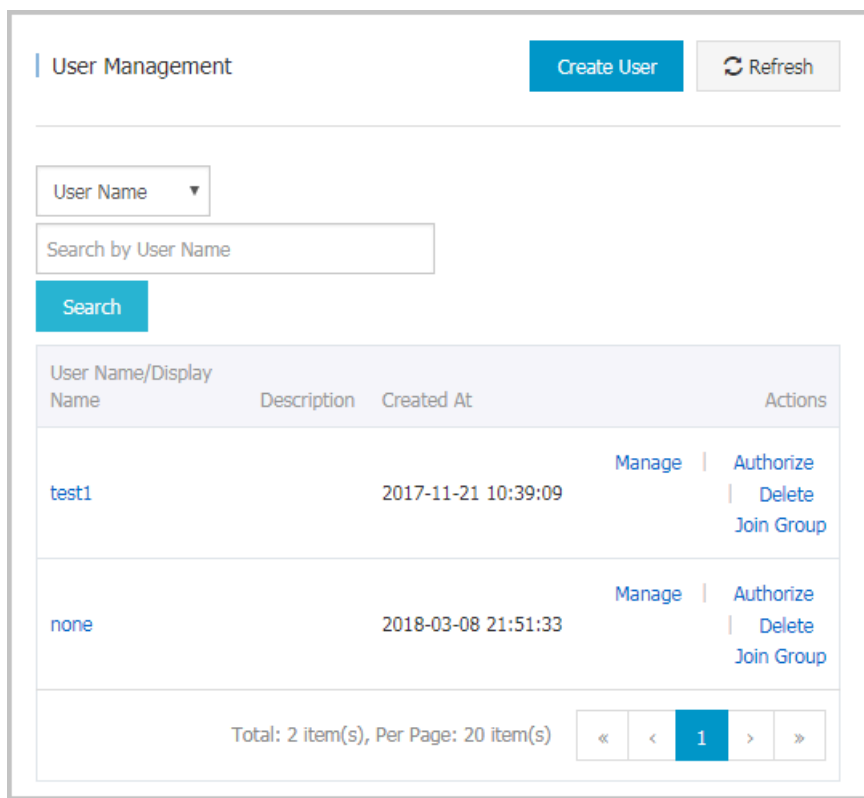 User Management
Create User
Refresh
User Name
Search by User Name
Search
User Name/Display
Name
Description
Created At
Actions
test1
2017-11-21 10:39:09
Manage | Authorize
| Delete
Join Group
none
2018-03-08 21:51:33
Manage | Authorize
| Delete
Join Group
Total: 2 item(s), Per Page: 20 item(s)
« ‹ 1 › »